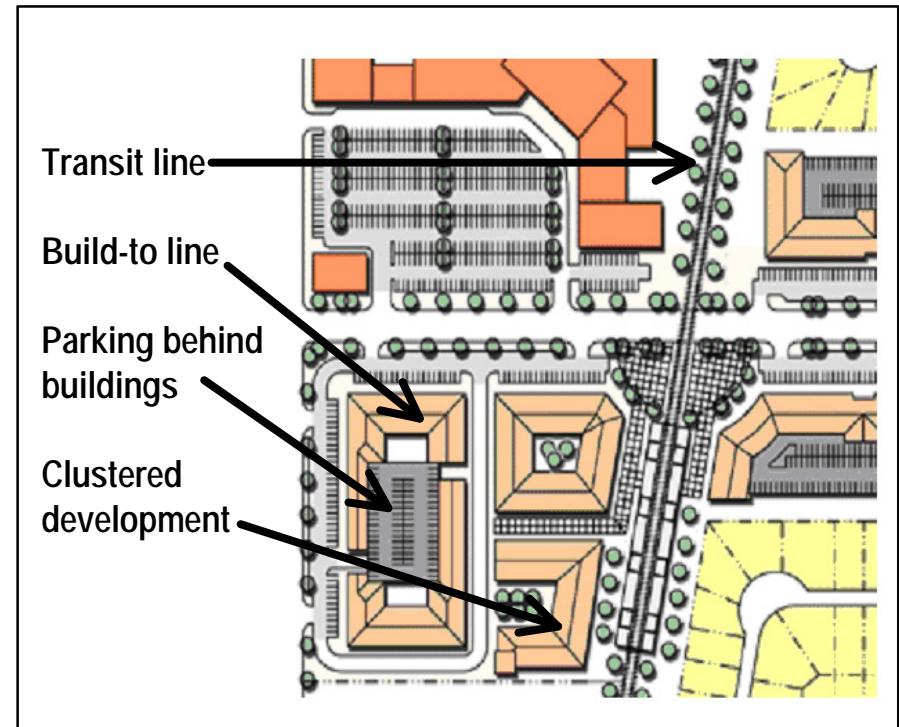 Transit line
Build-to line
Parking behind
buildings
Clustered
development